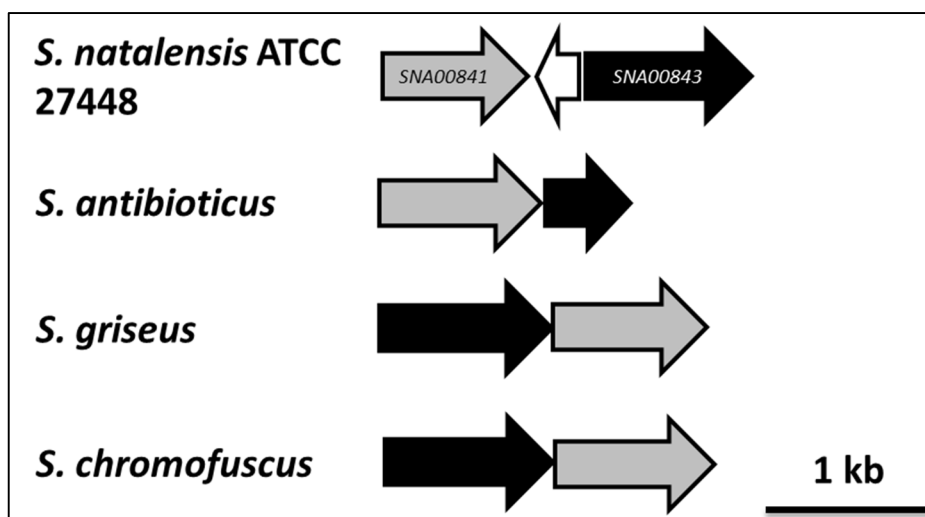 S. natalensis ATCC
27448
SNA00841
SNA00843
S. antibioticus
S. griseus
S. chromofuscus
1 kb